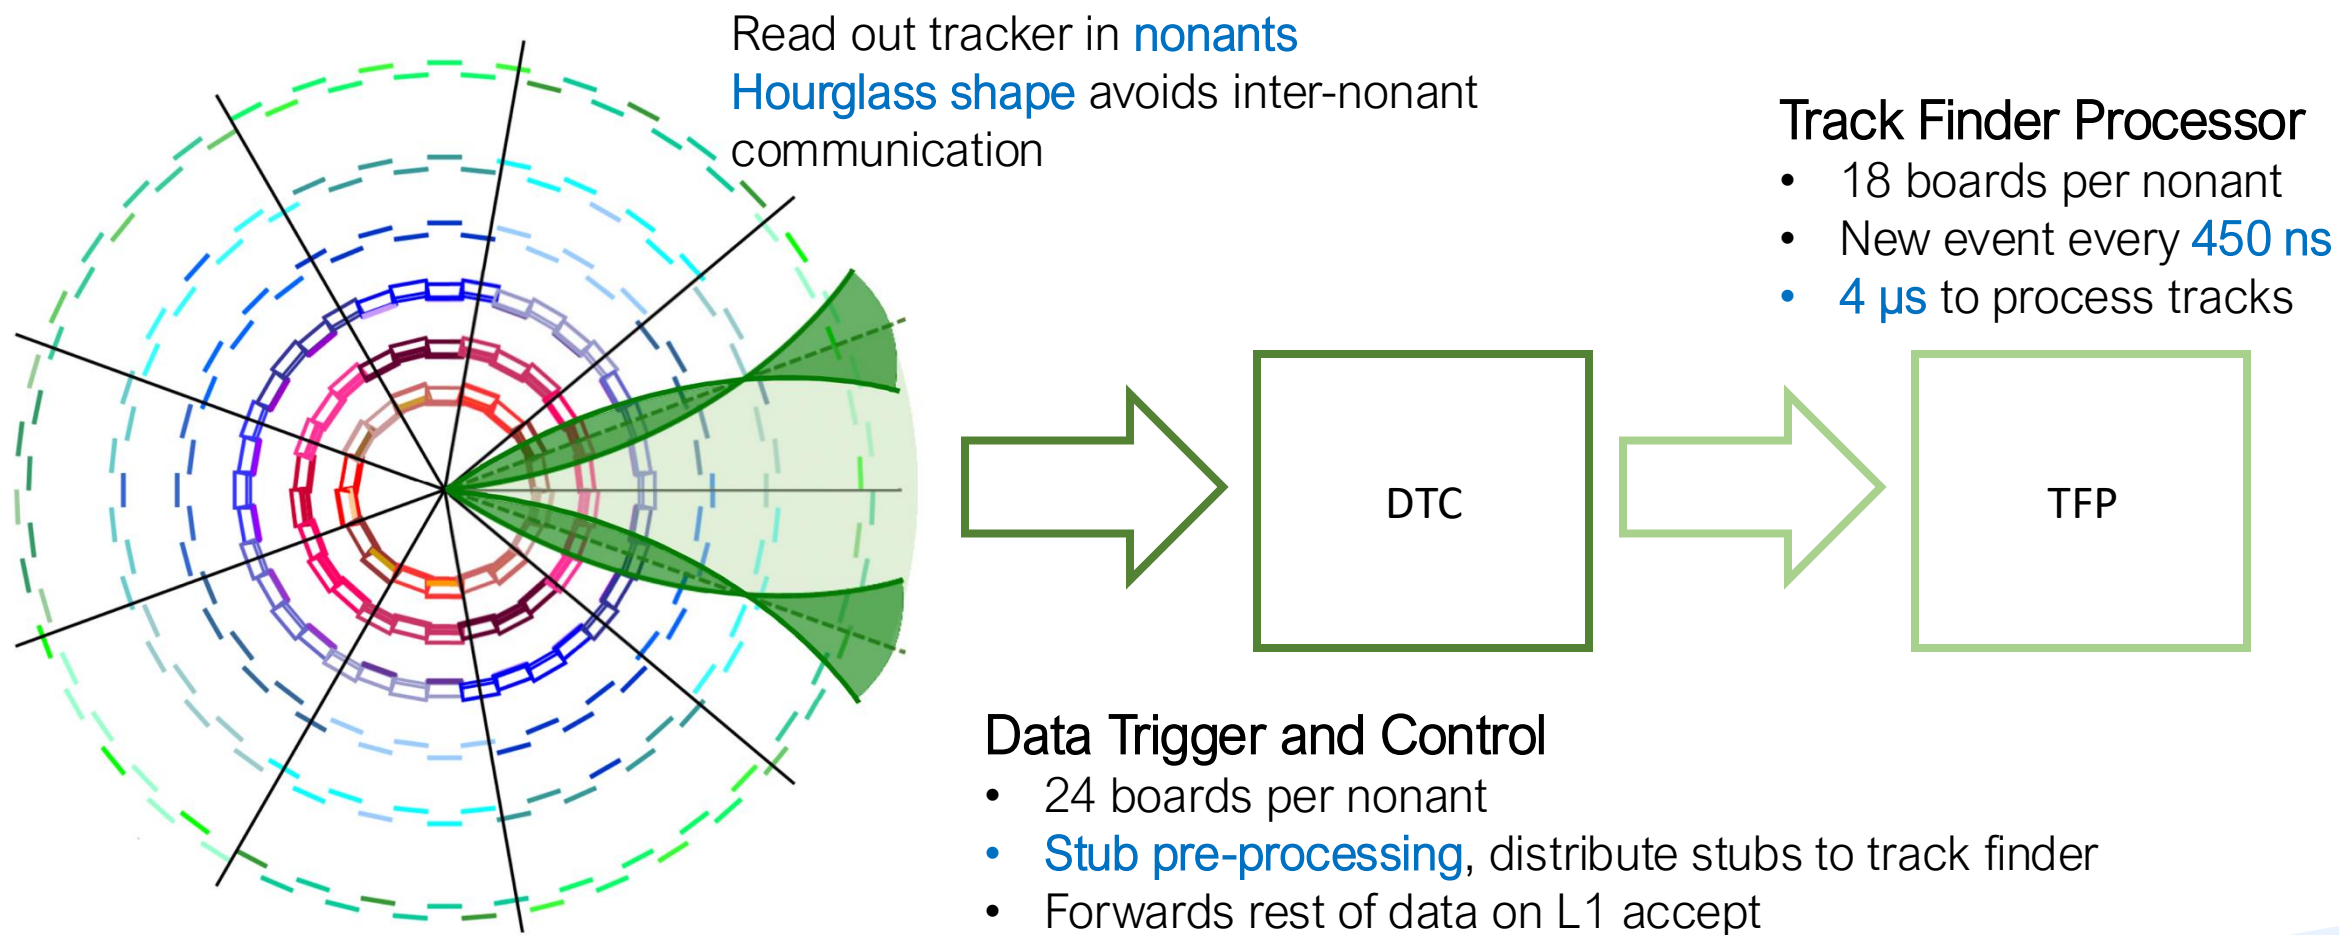 Read out tracker in nonants
Hourglass shape avoids inter-nonant
communication
Track Finder Processor
• 18 boards per nonant
• New event every 450 ns
• 4 μs to process tracks
DTC
TFP
Data Trigger and Control
• 24 boards per nonant
• Stub pre-processing, distribute stubs to track finder
• Forwards rest of data on L1 accept